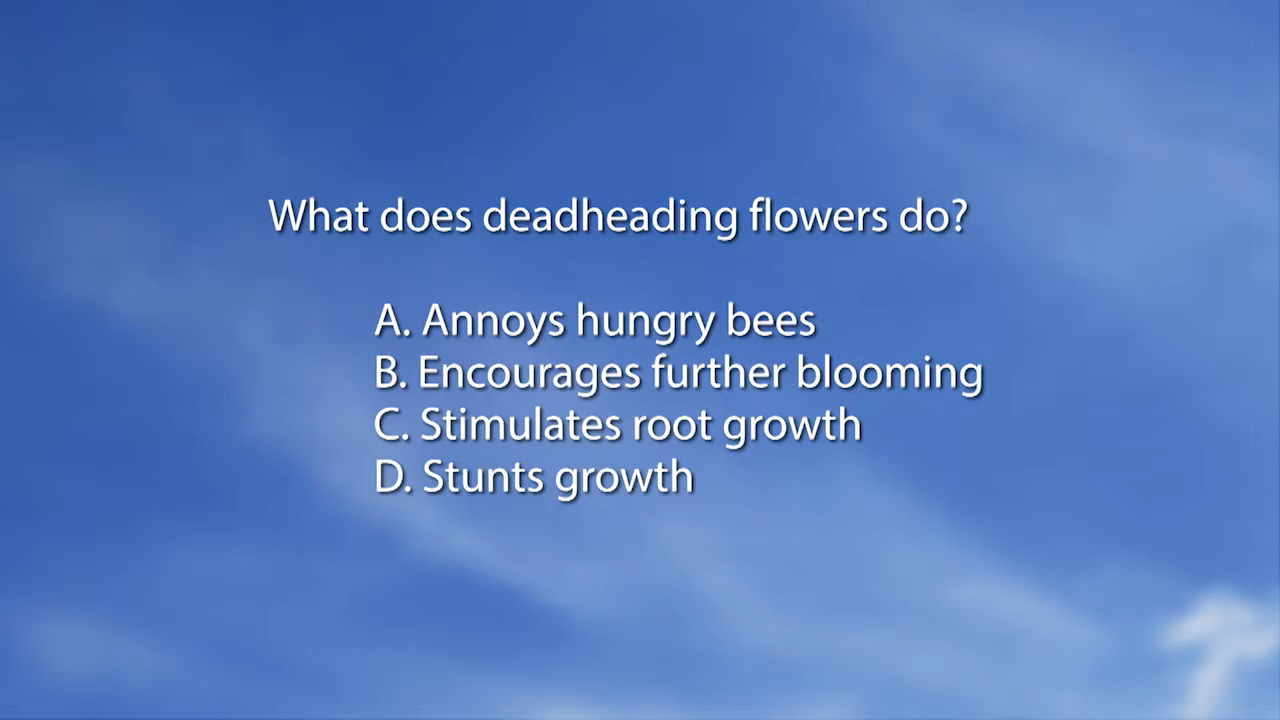 What does deadheading flowers do?
A. Annoys hungry bees
B. Encourages further blooming
C. Stimulates root growth
D. Stunts growth